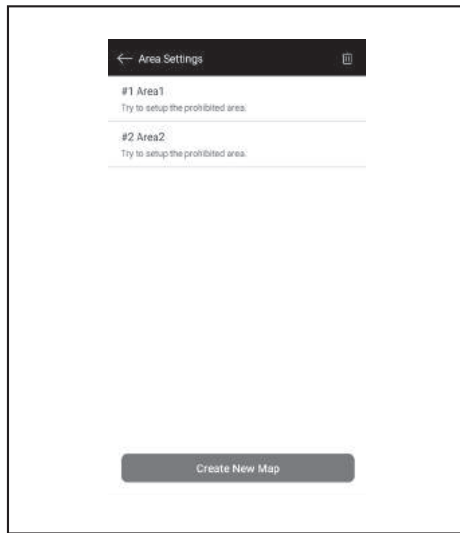 Area Settings
#1 Area1
Try to setup the prohibited area.
#2 Area2
Try to setup the prohibited area.
Create New Map